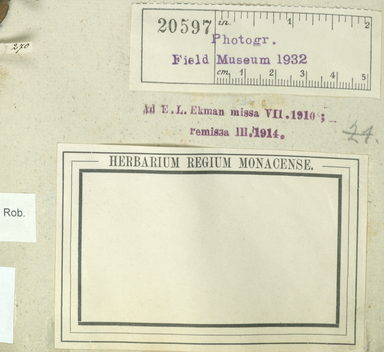 270
20597
in. 1 2
Photogr.
Field Museum 1932
cm. 1 2 3 4 5
Ad E. L. Ekman missa VII.1910 ;
remissa III.1914.
24.
HERBARIUM REGIUM MONACENSE.
Rob.